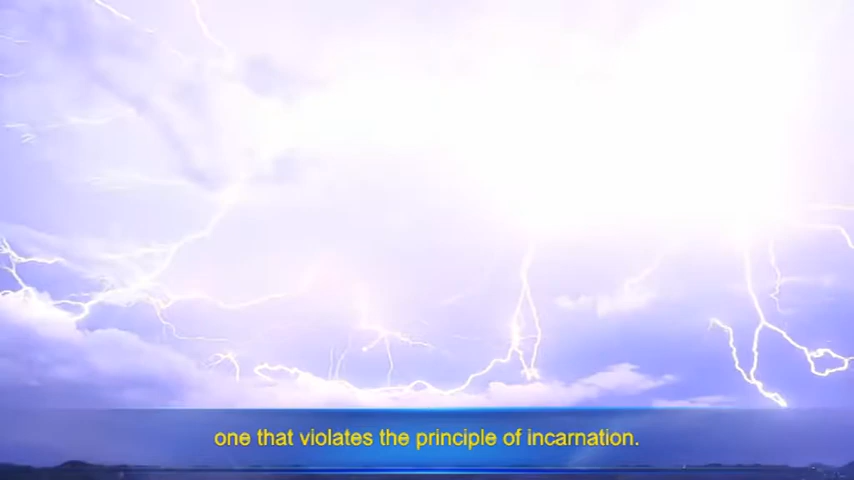 one that violates the principle of incarnation.